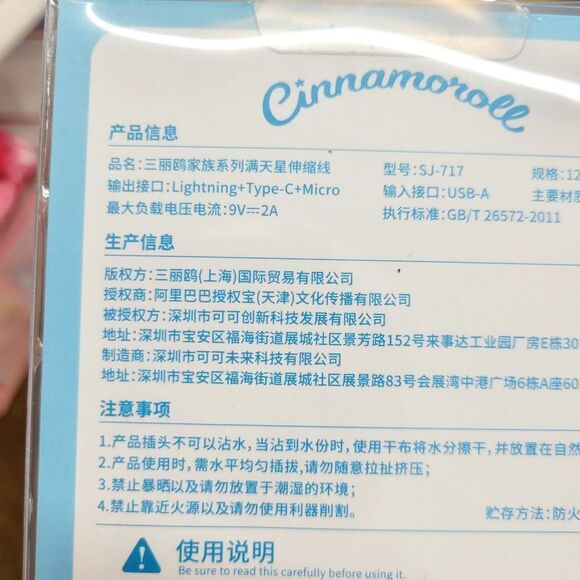 Cinnamoroll
产品信息
品名：三丽鸥家族系列满天星伸缩线 型号：SJ-717 规格：12
输出接口：Lightning+Type-C+Micro 输入接口：USB-A 主要材质
最大负载电压电流：9V⎓2A 执行标准：GB/T 26572-2011
生产信息
版权方：三丽鸥(上海)国际贸易有限公司
授权商：阿里巴巴授权宝(天津)文化传播有限公司
被授权方：深圳市可可创新科技发展有限公司
地址：深圳市宝安区福海街道展城社区景芳路152号来事达工业园厂房E栋30
制造商：深圳市可可未来科技有限公司
地址：深圳市宝安区福海街道展城社区展景路83号会展湾中港广场6栋A座60
注意事项
1.产品插头不可以沾水，当沾到水份时，使用干布将水分擦干，并放置在自然
2.产品使用时，需水平均匀插拔，请勿随意拉扯挤压；
3.禁止暴晒以及请勿放置于潮湿的环境；
4.禁止靠近火源以及请勿使用利器削割。 贮存方法：防火
使用说明
Be sure to read this carefully before using it.